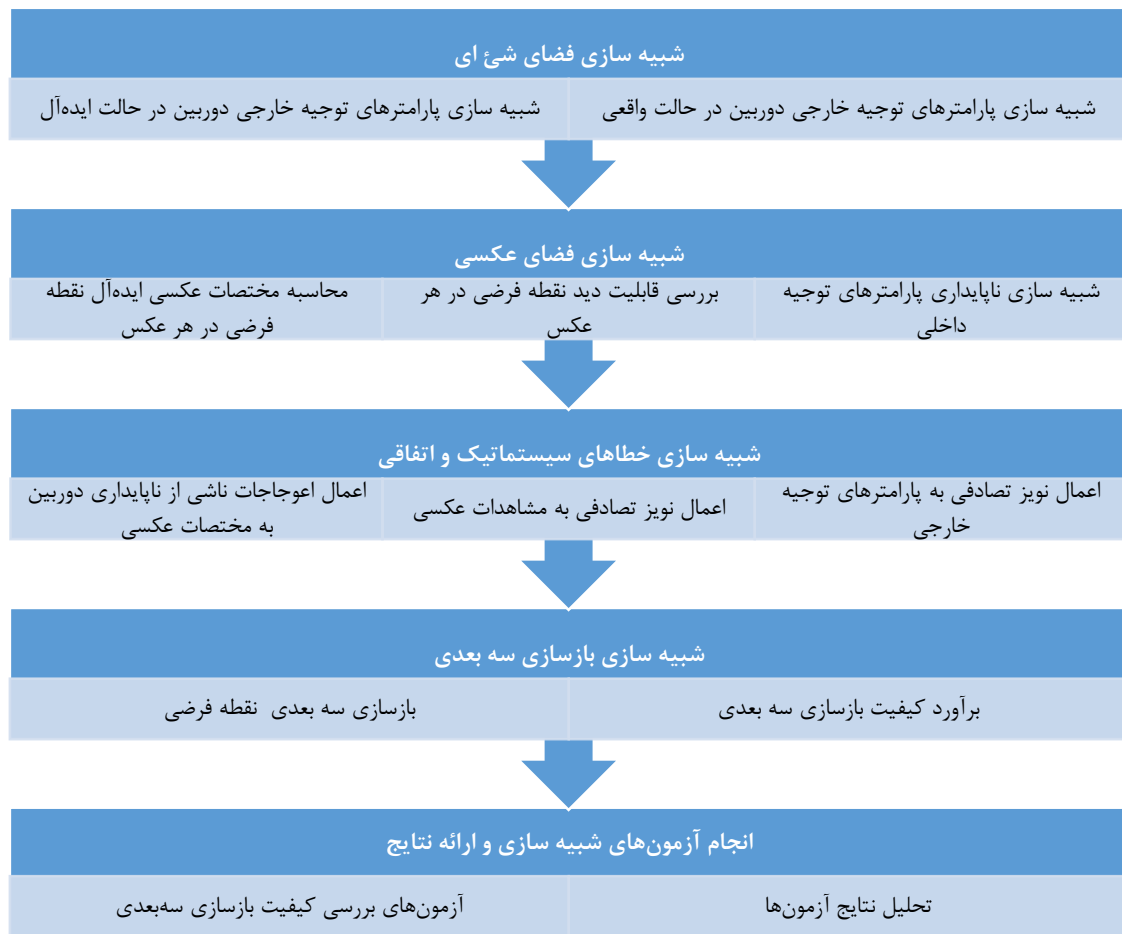 شبیه سازی فضای شئ ای
شبیه سازی پارامترهای توجیه خارجی دوربین در حالت واقعی
شبیه سازی پارامترهای توجیه خارجی دوربین در حالت ایده‌آل
شبیه سازی فضای عکسی
شبیه سازی ناپایداری پارامترهای توجیه
داخلی
بررسی قابلیت دید نقطه فرضی در هر
عکس
محاسبه مختصات عکسی ایده‌آل نقطه
فرضی در هر عکس
شبیه سازی خطاهای سیستماتیک و اتفاقی
اعمال نویز تصادفی به پارامترهای توجیه
خارجی
اعمال نویز تصادفی به مشاهدات عکسی
اعمال اعوجاجات ناشی از ناپایداری دوربین
به مختصات عکسی
شبیه سازی بازسازی سه بعدی
برآورد کیفیت بازسازی سه بعدی
بازسازی سه بعدی نقطه فرضی
انجام آزمون‌های شبیه سازی و ارائه نتایج
تحلیل نتایج آزمون‌ها
آزمون‌های بررسی کیفیت بازسازی سه‌بعدی